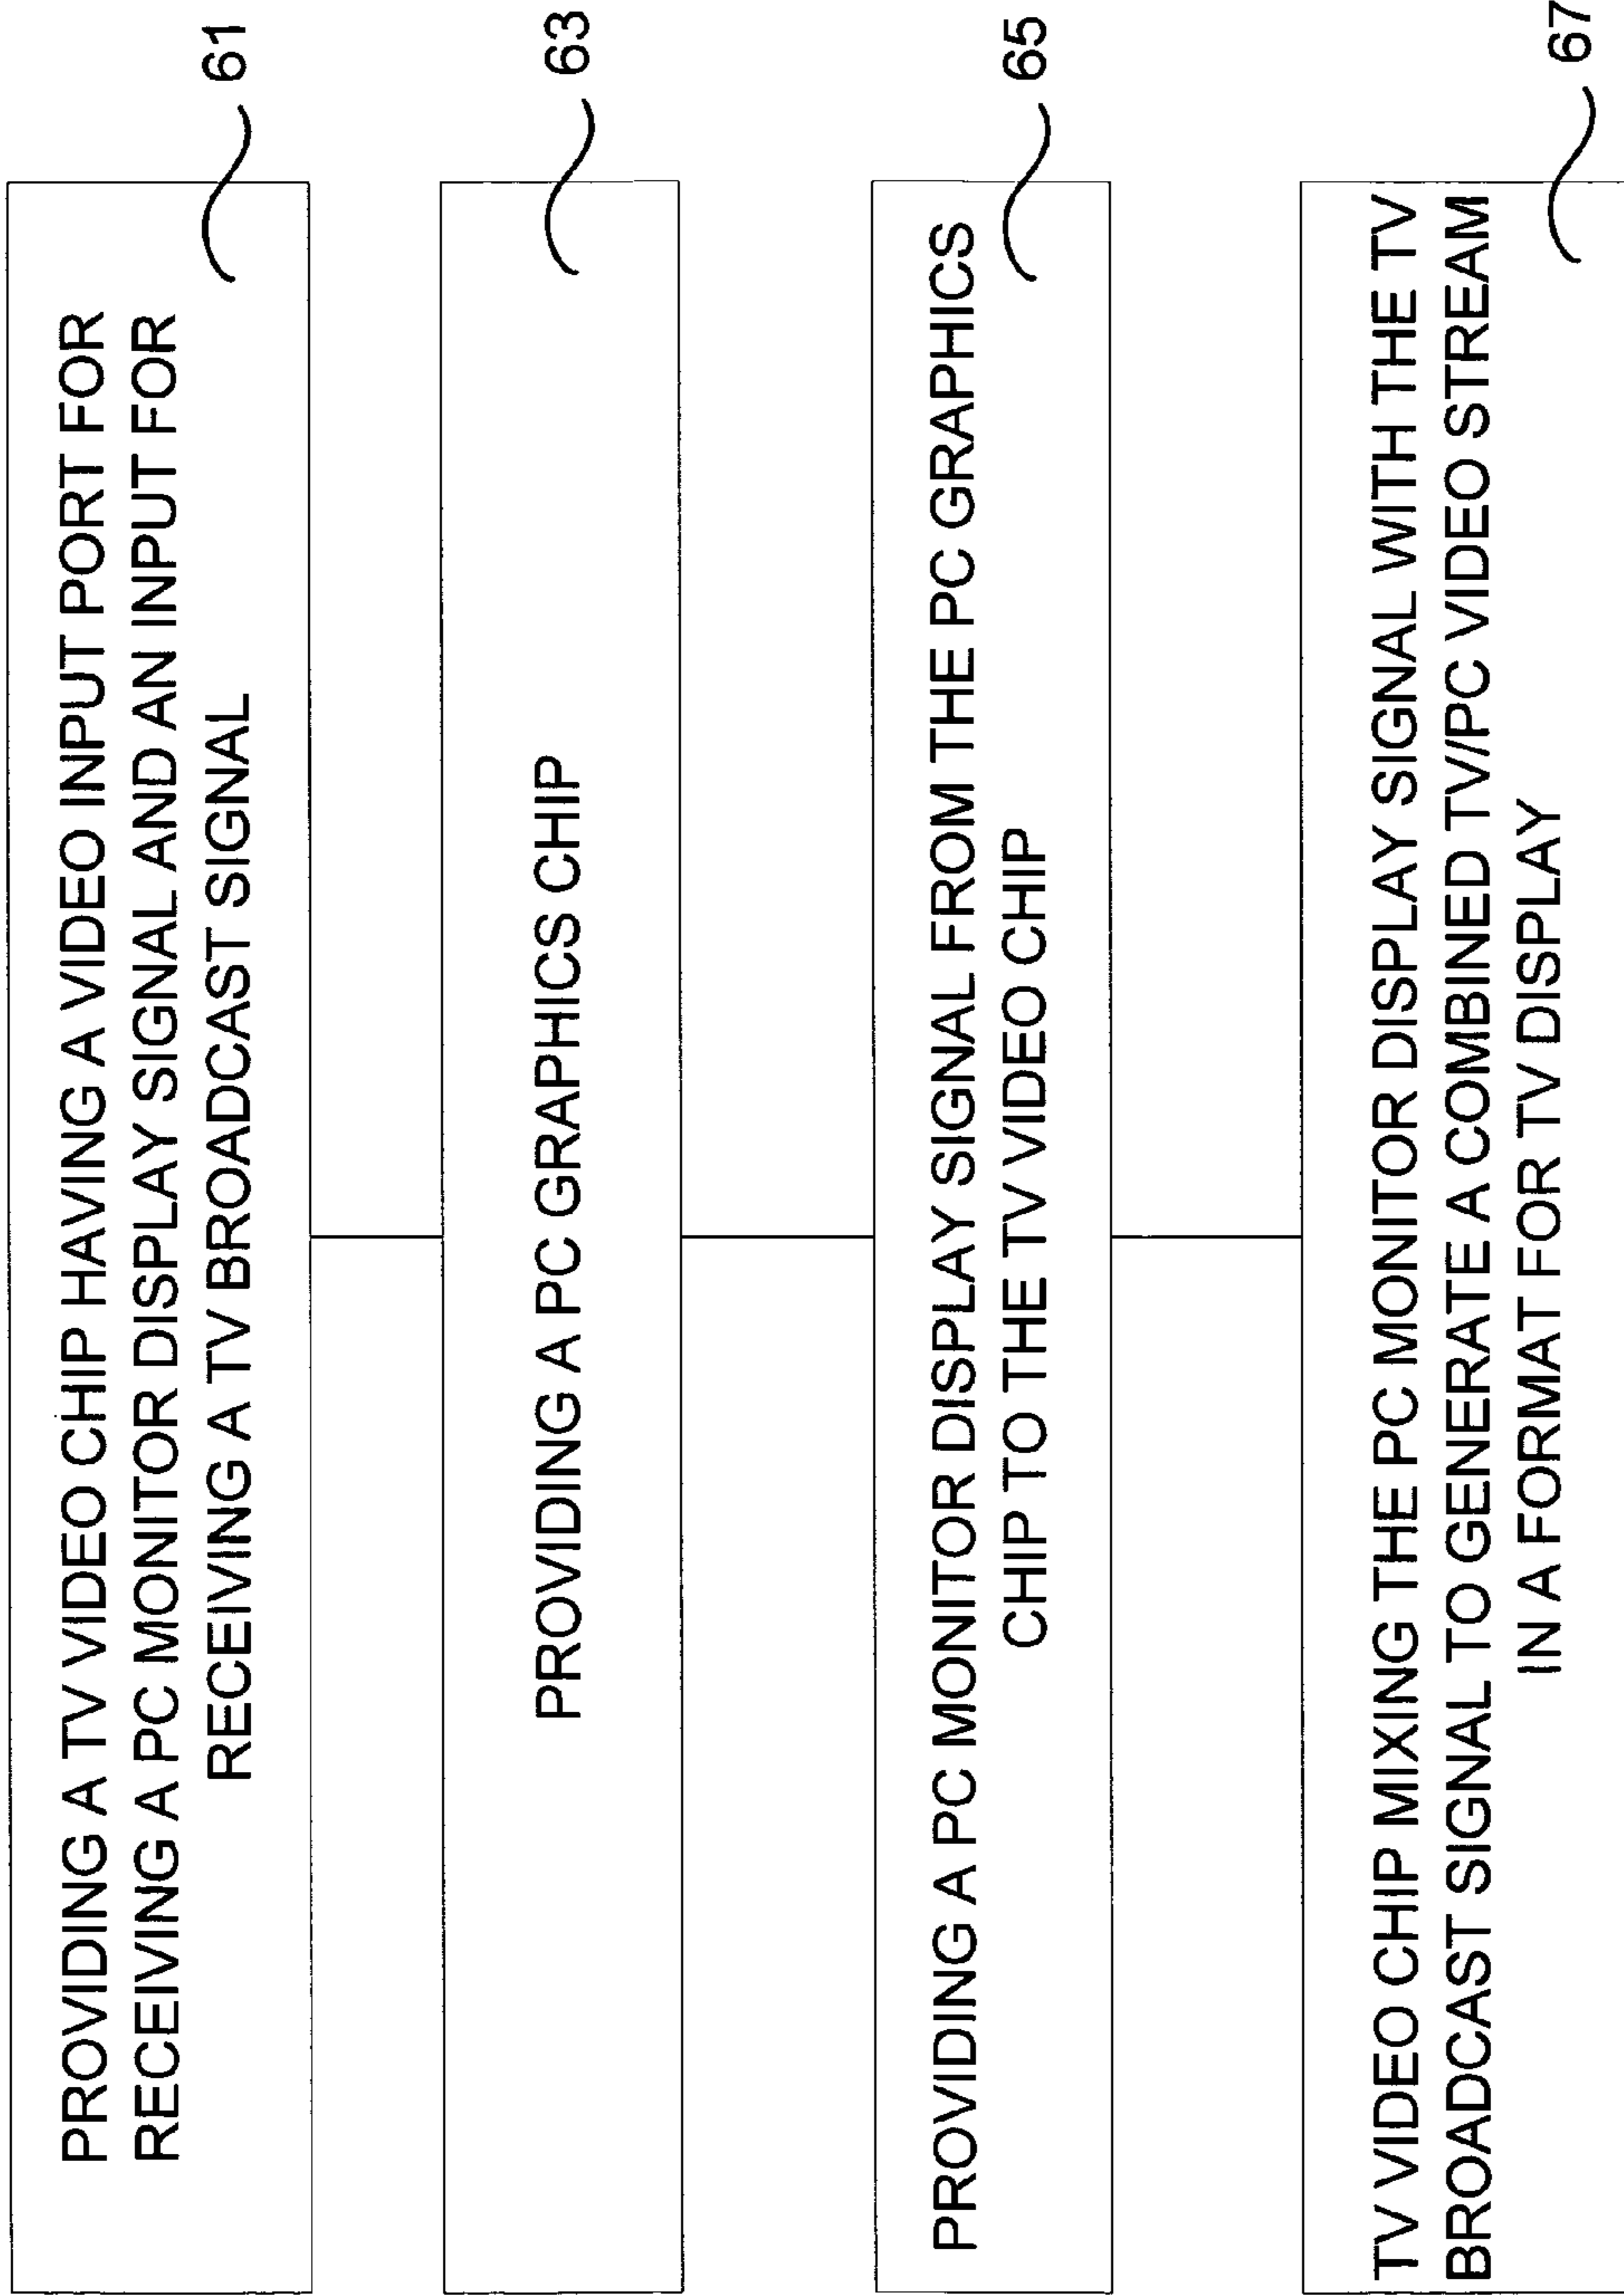 PROVIDING A TV VIDEO CHIP HAVING A VIDEO INPUT PORT FOR
RECEIVING A PC MONITOR DISPLAY SIGNAL AND AN INPUT FOR
RECEIVING A TV BROADCAST SIGNAL
61
PROVIDING A PC GRAPHICS CHIP
63
PROVIDING A PC MONITOR DISPLAY SIGNAL FROM THE PC GRAPHICS
CHIP TO THE TV VIDEO CHIP
65
TV VIDEO CHIP MIXING THE PC MONITOR DISPLAY SIGNAL WITH THE TV
BROADCAST SIGNAL TO GENERATE A COMBINED TV/PC VIDEO STREAM
IN A FORMAT FOR TV DISPLAY
67